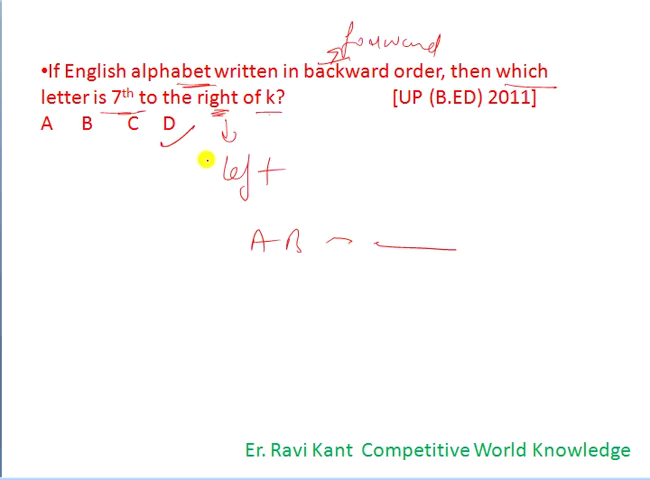 forward
•If English alphabet written in backward order, then which
letter is 7th to the right of k? [UP (B.ED) 2011]
A B C D
left
A B
Er. Ravi Kant Competitive World Knowledge